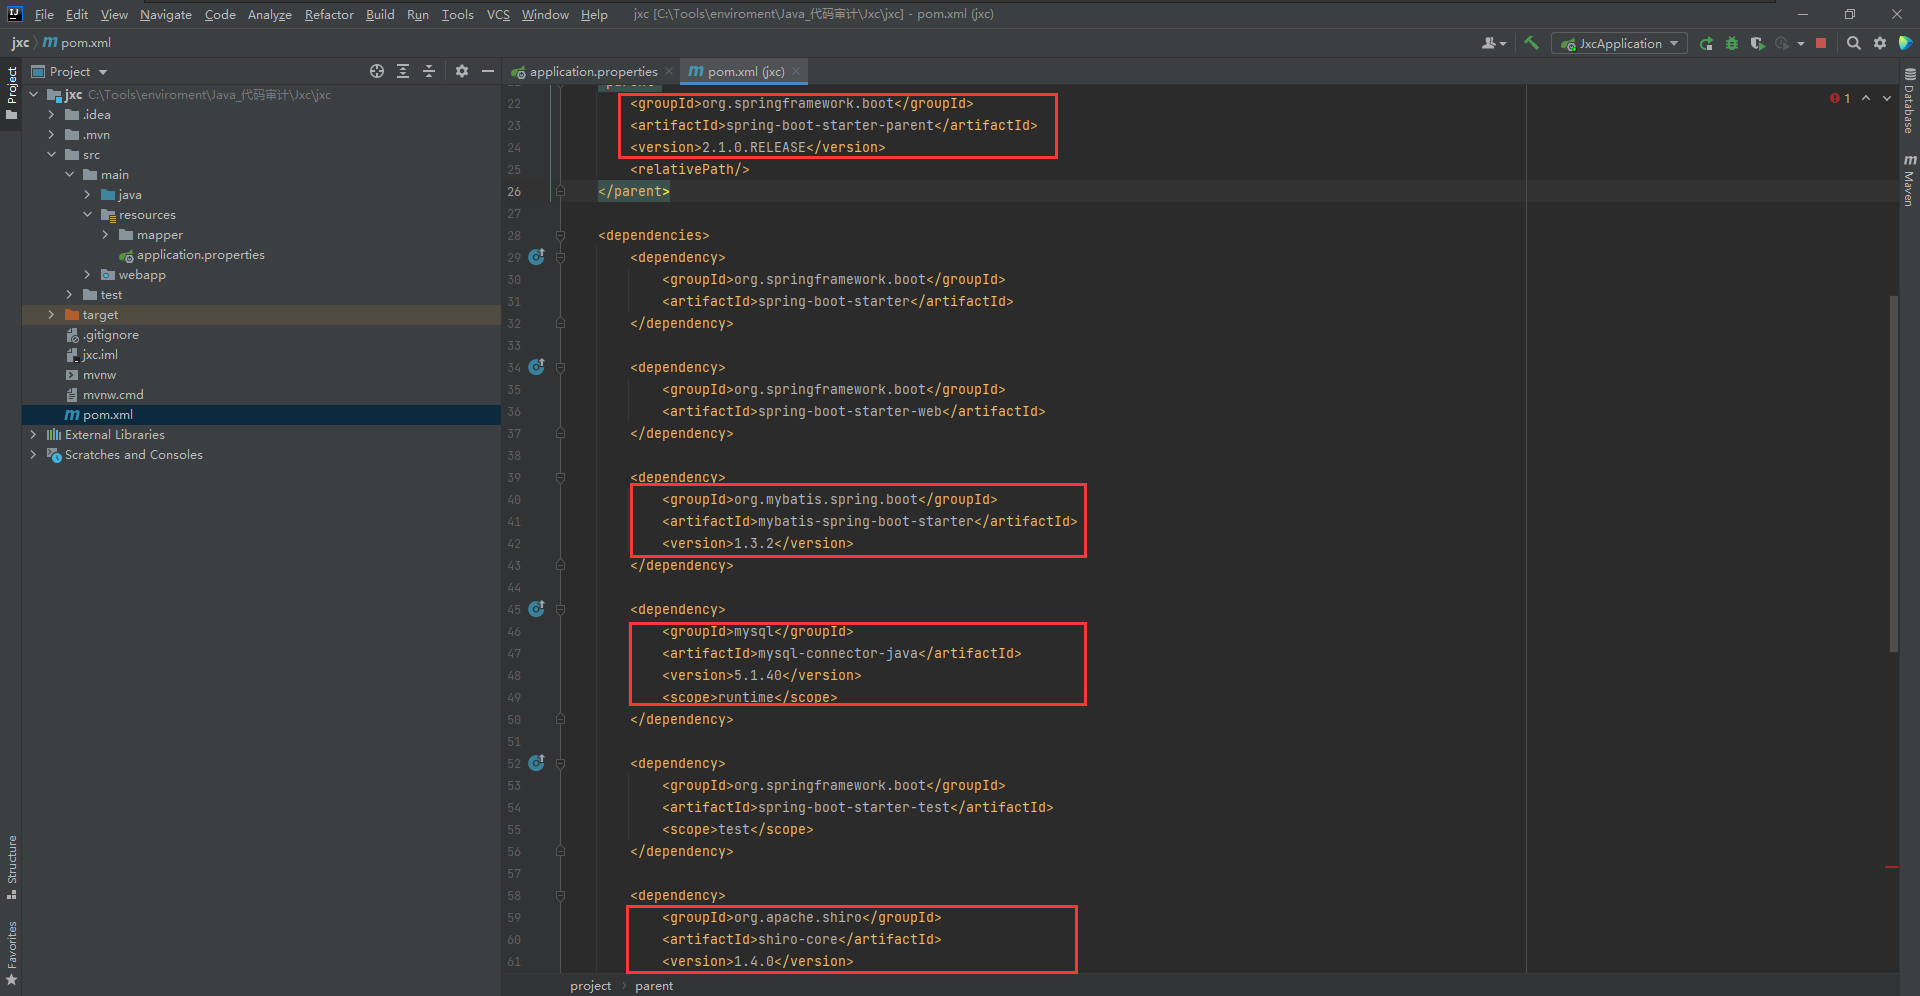 File Edit View Navigate Code Analyze Refactor Build Run Tools VCS Window Help jxc [C:\Tools\enviroment\Java_代码审计\Jxc\jxc] - pom.xml (jxc)
jxc pom.xml JxcApplication
Project
application.properties pom.xml (jxc)
jxc C:\Tools\enviroment\Java_代码审计\Jxc\jxc
.idea
.mvn
src
main
java
resources
mapper
application.properties
webapp
test
target
.gitignore
jxc.iml
mvnw
mvnw.cmd
pom.xml
External Libraries
Scratches and Consoles
Project
Structure
Favorites
22 <groupId>org.springframework.boot</groupId>
23 <artifactId>spring-boot-starter-parent</artifactId>
24 <version>2.1.0.RELEASE</version>
25 <relativePath/>
26 </parent>
27
28 <dependencies>
29 <dependency>
30 <groupId>org.springframework.boot</groupId>
31 <artifactId>spring-boot-starter</artifactId>
32 </dependency>
33
34 <dependency>
35 <groupId>org.springframework.boot</groupId>
36 <artifactId>spring-boot-starter-web</artifactId>
37 </dependency>
38
39 <dependency>
40 <groupId>org.mybatis.spring.boot</groupId>
41 <artifactId>mybatis-spring-boot-starter</artifactId>
42 <version>1.3.2</version>
43 </dependency>
44
45 <dependency>
46 <groupId>mysql</groupId>
47 <artifactId>mysql-connector-java</artifactId>
48 <version>5.1.40</version>
49 <scope>runtime</scope>
50 </dependency>
51
52 <dependency>
53 <groupId>org.springframework.boot</groupId>
54 <artifactId>spring-boot-starter-test</artifactId>
55 <scope>test</scope>
56 </dependency>
57
58 <dependency>
59 <groupId>org.apache.shiro</groupId>
60 <artifactId>shiro-core</artifactId>
61 <version>1.4.0</version>
1
Database
Maven
project parent